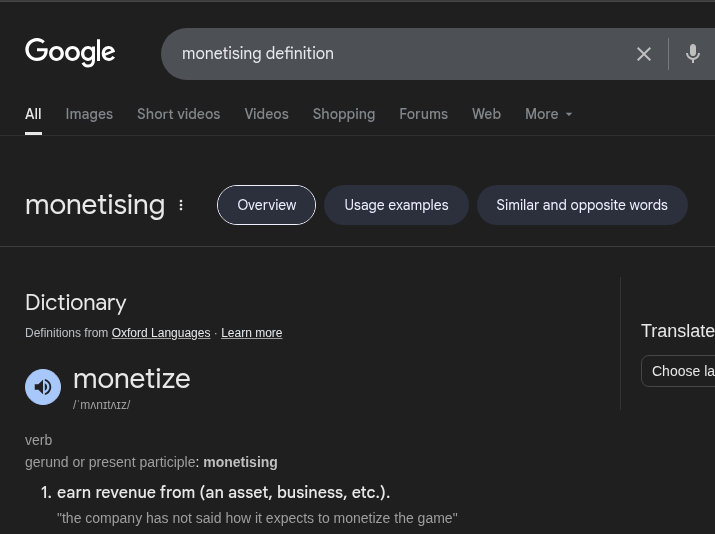 Google
monetising definition
All Images Short videos Videos Shopping Forums Web More
monetising
Overview Usage examples Similar and opposite words
Dictionary
Definitions from Oxford Languages · Learn more
Translate
Choose la
monetize
/ˈmʌnɪtʌɪz/
verb
gerund or present participle: monetising
1. earn revenue from (an asset, business, etc.).
"the company has not said how it expects to monetize the game"